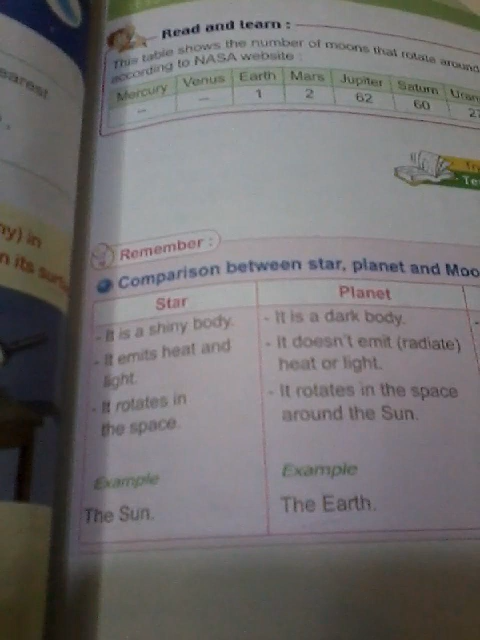 Read and learn :
This table shows the number of moons that rotate around
according to NASA website :
Mercury Venus Earth Mars Jupiter Saturn
-- -- 1 2 62 60
Remember :
Comparison between star, planet and
Star Planet
- It is a shiny body. - It is a dark body.
- It emits heat and - It doesn't emit (radiate)
light. heat or light.
- It rotates in - It rotates in the space
the space. around the Sun.
Example Example
The Sun. The Earth.